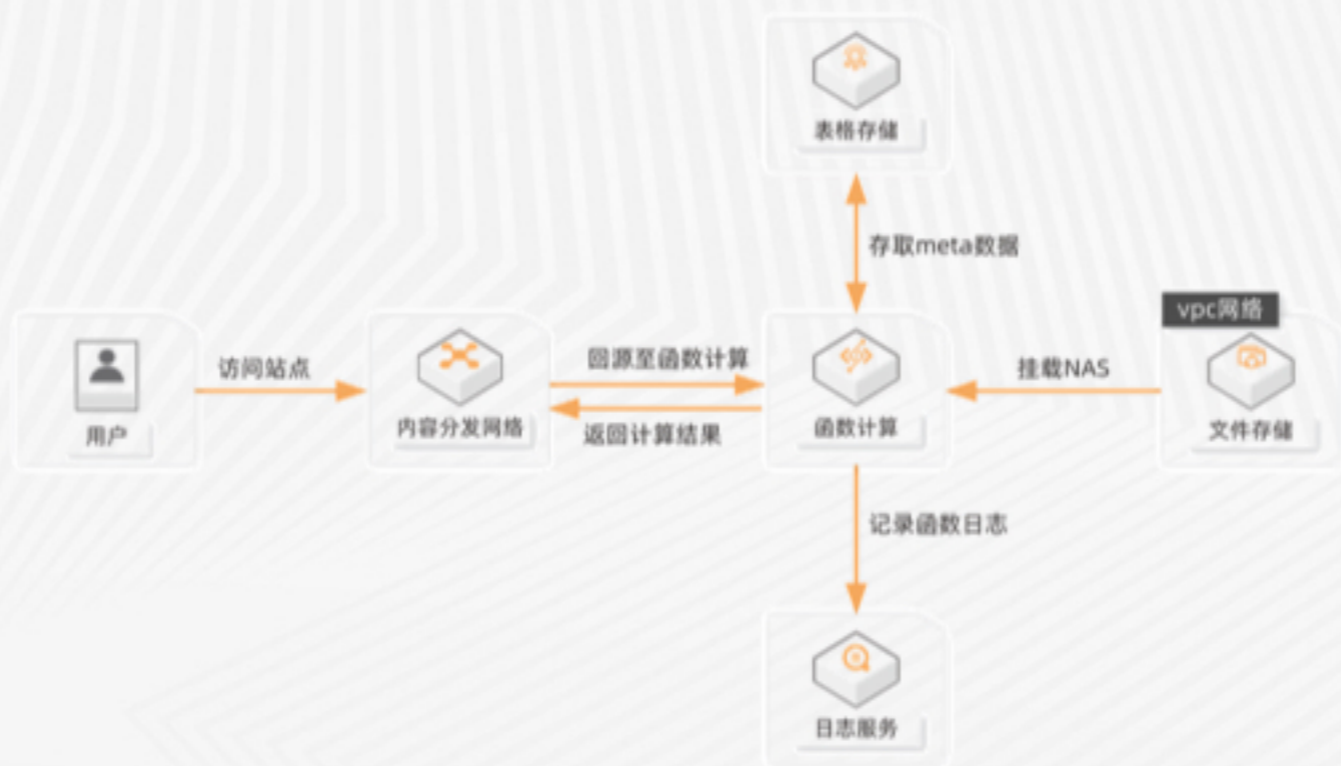 表格存储
存取meta数据
vpc网络
访问站点
回源至函数计算
挂载NAS
用户
内容分发网络
返回计算结果
函数计算
文件存储
记录函数日志
日志服务